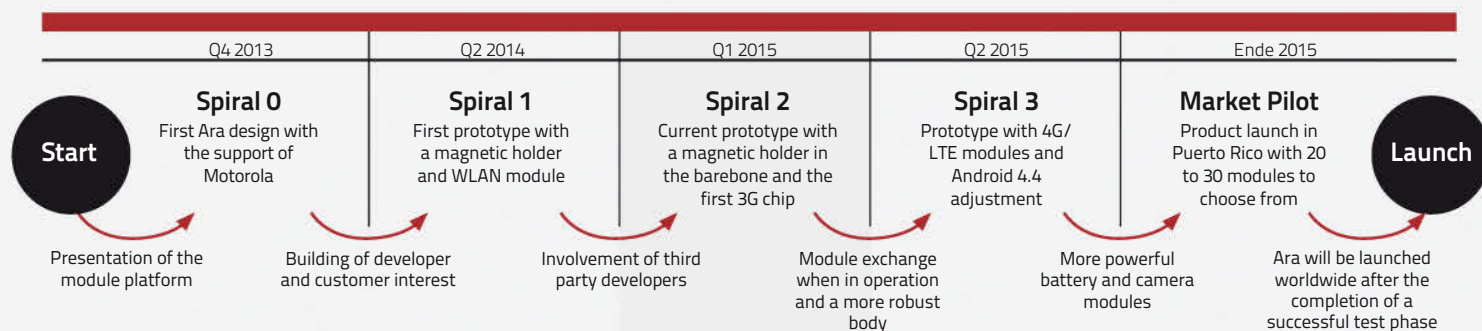 Q4 2013
Q2 2014
Q1 2015
Q2 2015
Ende 2015
Start
Spiral 0
First Ara design with
the support of
Motorola
Spiral 1
First prototype with
a magnetic holder
and WLAN module
Spiral 2
Current prototype with
a magnetic holder in
the barebone and the
first 3G chip
Spiral 3
Prototype with 4G/
LTE modules and
Android 4.4
adjustment
Market Pilot
Product launch in
Puerto Rico with 20
to 30 modules to
choose from
Launch
Presentation of the
module platform
Building of developer
and customer interest
Involvement of third
party developers
Module exchange
when in operation
and a more robust
body
More powerful
battery and camera
modules
Ara will be launched
worldwide after the
completion of a
successful test phase